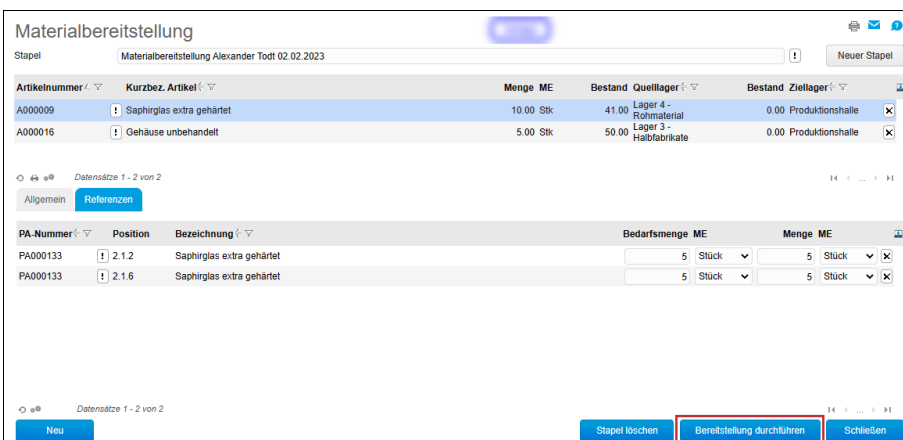 Materialbereitstellung
Stapel Materialbereitstellung Alexander Todt 02.02.2023 ! Neuer Stapel
Artikelnummer Kurzbez. Artikel Menge ME Bestand Quelllager Bestand Ziellager
A000009 ! Saphirglas extra gehärtet 10.00 Stk 41.00 Lager 4 - Rohmaterial 0.00 Produktionshalle
A000016 ! Gehäuse unbehandelt 5.00 Stk 50.00 Lager 3 - Halbfabrikate 0.00 Produktionshalle
Datensätze 1 - 2 von 2 ...
Allgemein Referenzen
PA-Nummer Position Bezeichnung Bedarfsmenge ME Menge ME
PA000133 ! 2.1.2 Saphirglas extra gehärtet 5 Stück 5 Stück
PA000133 ! 2.1.6 Saphirglas extra gehärtet 5 Stück 5 Stück
Datensätze 1 - 2 von 2 ...
Neu Stapel löschen Bereitstellung durchführen Schließen